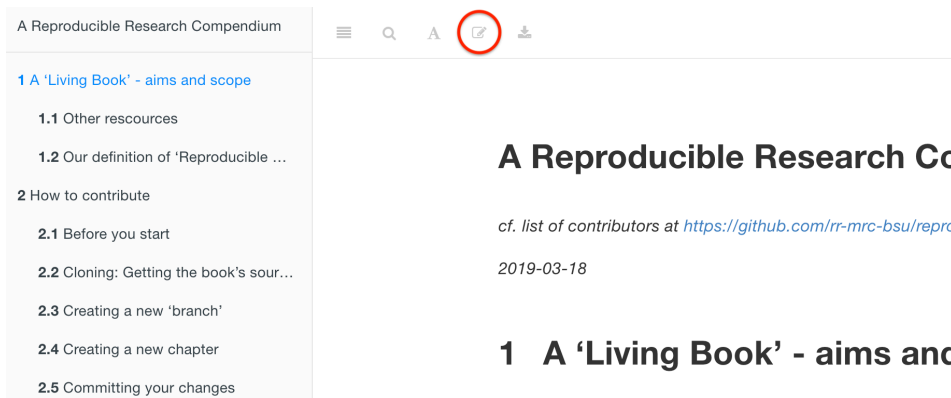 A Reproducible Research Compendium
1 A ‘Living Book’ - aims and scope
1.1 Other rescources
1.2 Our definition of ‘Reproducible …
2 How to contribute
2.1 Before you start
2.2 Cloning: Getting the book’s sour…
2.3 Creating a new ‘branch’
2.4 Creating a new chapter
2.5 Committing your changes
A
A Reproducible Research Co
cf. list of contributors at https://github.com/rr-mrc-bsu/repro
2019-03-18
1 A ‘Living Book’ - aims and